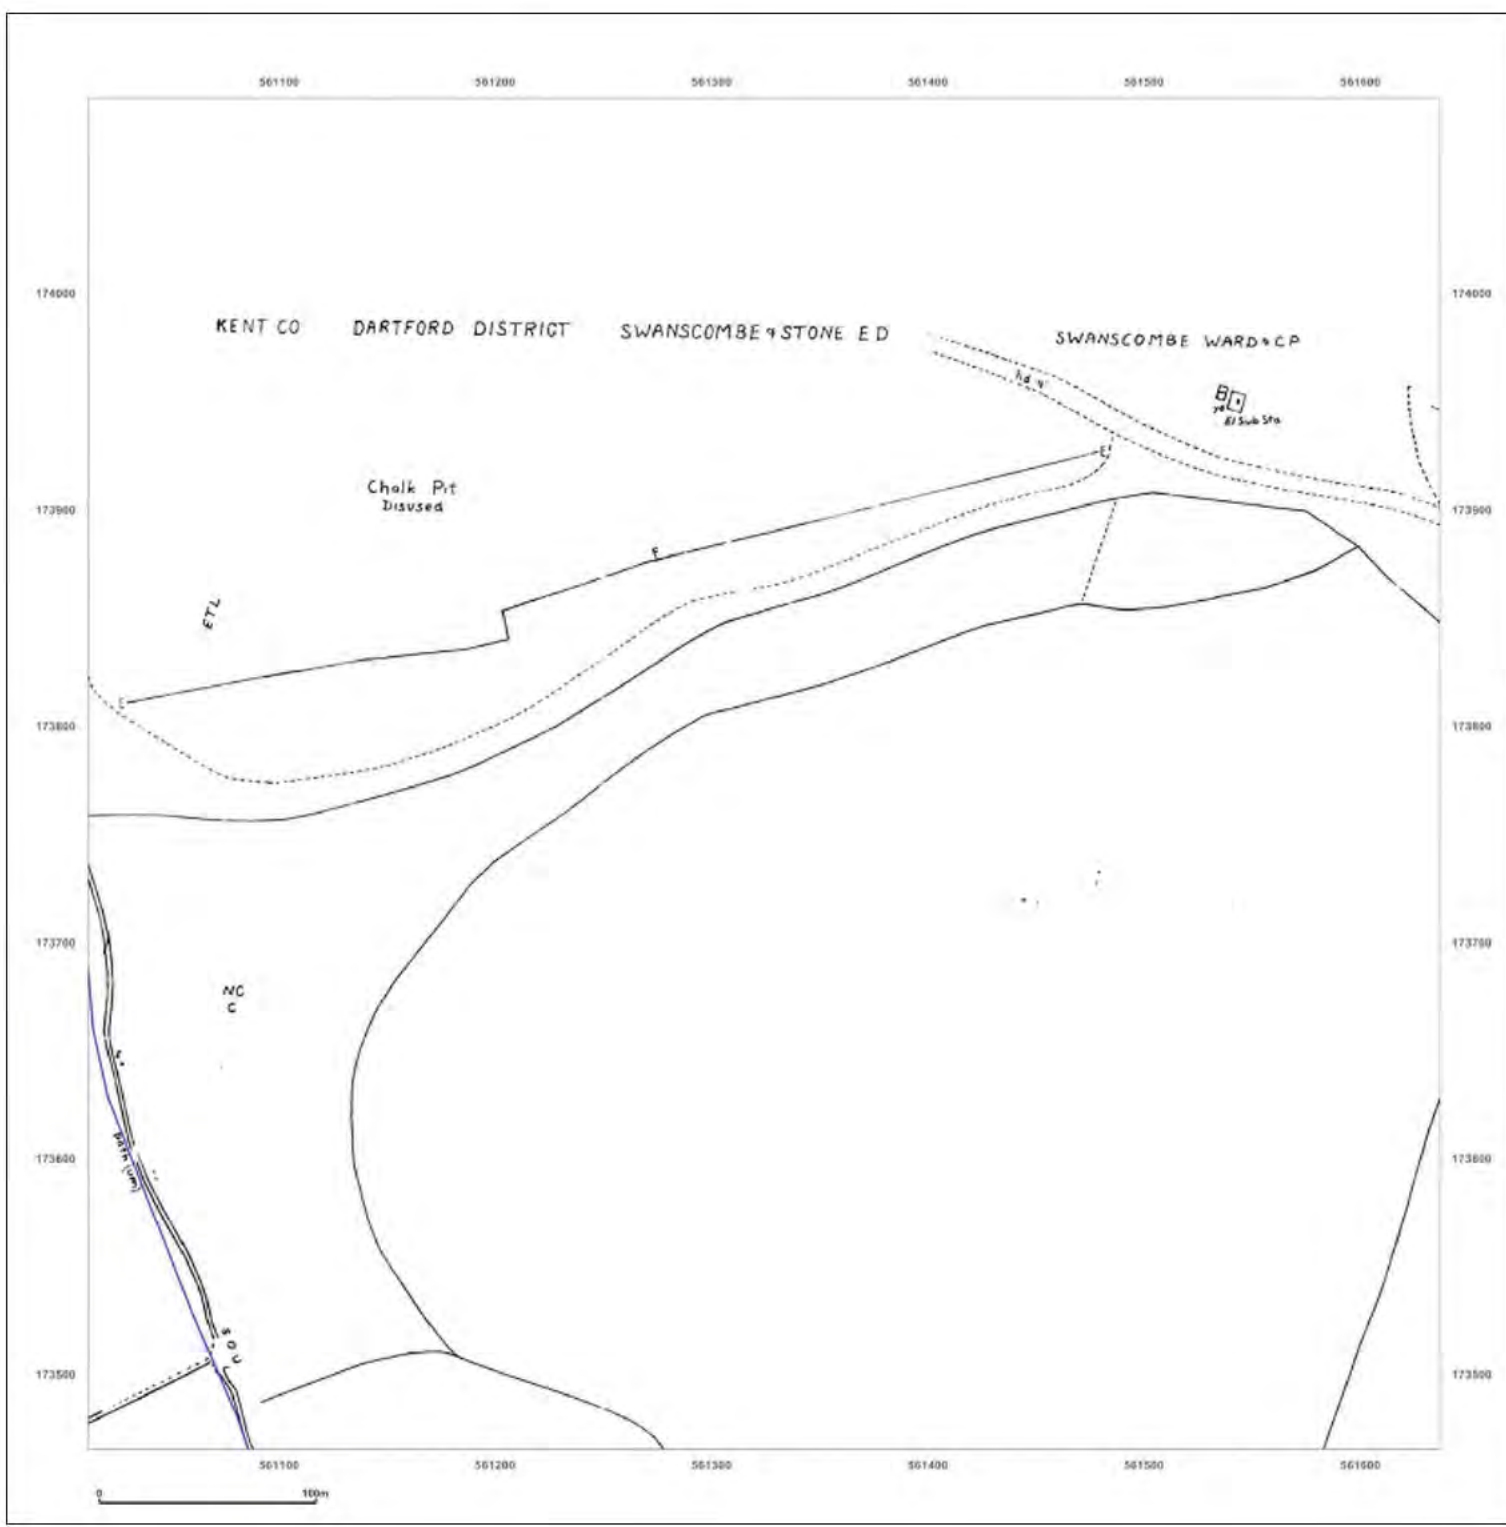 561100 561200 561300 561400 561500 561600
174000 174000
KENT CO DARTFORD DISTRICT SWANSCOMBE & STONE E D SWANSCOMBE WARD & CP
El Sub Sta
E
Chalk Pit
Disused
173900 173900
F
ETL
E
173800 173800
173700 173700
NC
C
path (um)
173600 173600
S O U
173500 173500
561100 561200 561300 561400 561500 561600
0 100m